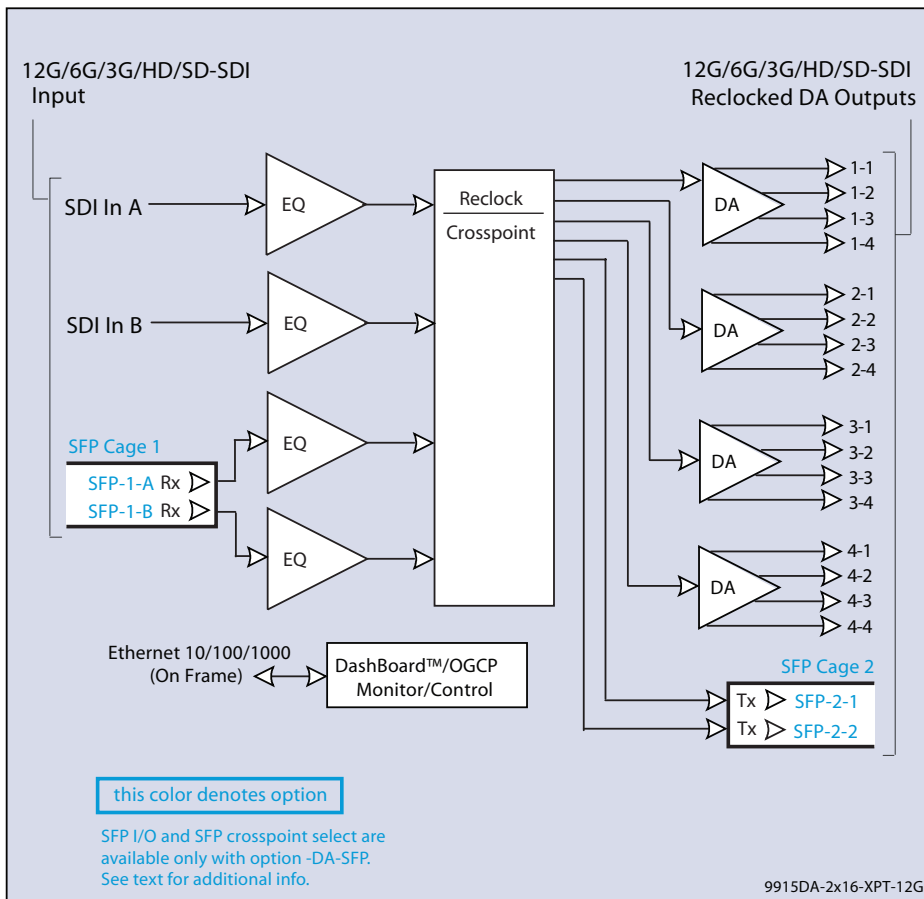 12G/6G/3G/HD/SD-SDI
Input
12G/6G/3G/HD/SD-SDI
Reclocked DA Outputs
SDI In A
EQ
Reclock
Crosspoint
DA
1-1
1-2
1-3
1-4
SDI In B
EQ
DA
2-1
2-2
2-3
2-4
SFP Cage 1
SFP-1-A Rx
SFP-1-B Rx
EQ
EQ
DA
3-1
3-2
3-3
3-4
DA
4-1
4-2
4-3
4-4
Ethernet 10/100/1000
(On Frame)
DashBoard™/OGCP
Monitor/Control
SFP Cage 2
Tx SFP-2-1
Tx SFP-2-2
this color denotes option
SFP I/O and SFP crosspoint select are
available only with option -DA-SFP.
See text for additional info.
9915DA-2x16-XPT-12G